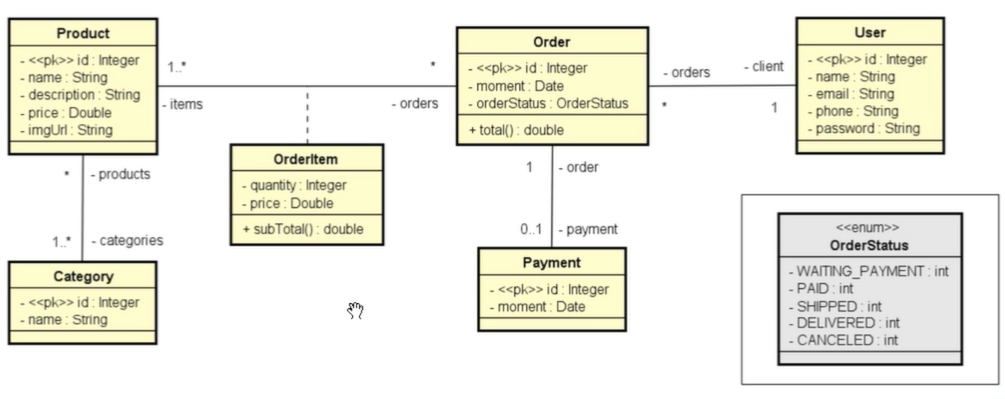 Product
- <<pk>> id : Integer
- name : String
- description : String
- price : Double
- imgUrl : String
1..*
*
- items
- orders
Order
- <<pk>> id : Integer
- moment : Date
- orderStatus : OrderStatus
+ total() : double
- orders
- client
*
1
User
- <<pk>> id : Integer
- name : String
- email : String
- phone : String
- password : String
OrderItem
- quantity : Integer
- price : Double
+ subTotal() : double
*
- products
1..*
- categories
Category
- <<pk>> id : Integer
- name : String
1
- order
0..1
- payment
Payment
- <<pk>> id : Integer
- moment : Date
<<enum>>
OrderStatus
- WAITING_PAYMENT : int
- PAID : int
- SHIPPED : int
- DELIVERED : int
- CANCELED : int